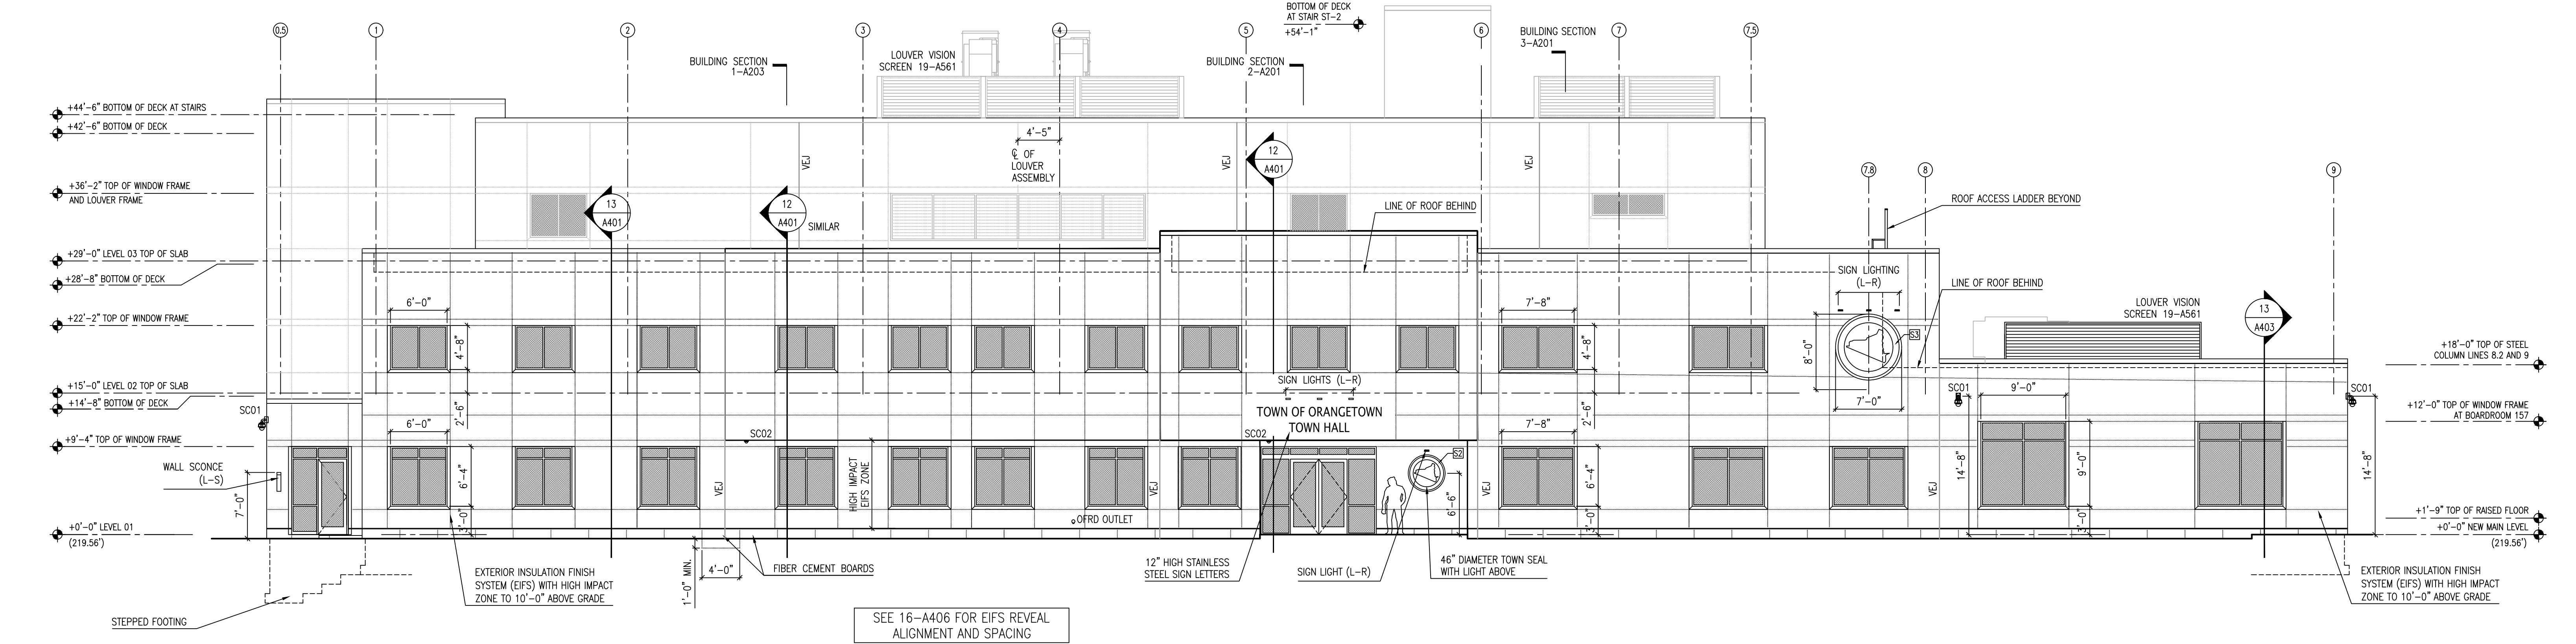 BOTTOM OF DECK
AT STAIR ST-2
+54'-1"
0.5
1
2
3
4
5
6
7
7.5
BUILDING SECTION
1-A203
LOUVER VISION
SCREEN 19-A561
BUILDING SECTION
2-A201
BUILDING SECTION
3-A201
+44'-6" BOTTOM OF DECK AT STAIRS
+42'-6" BOTTOM OF DECK
+36'-2" TOP OF WINDOW FRAME
AND LOUVER FRAME
+29'-0" LEVEL 03 TOP OF SLAB
+28'-8" BOTTOM OF DECK
+22'-2" TOP OF WINDOW FRAME
+15'-0" LEVEL 02 TOP OF SLAB
+14'-8" BOTTOM OF DECK
+9'-4" TOP OF WINDOW FRAME
+0'-0" LEVEL 01
(219.56')
VEJ
4'-5"
℄ OF
LOUVER
ASSEMBLY
VEJ
12
A401
VEJ
7.8
8
9
13
A401
12
A401
SIMILAR
LINE OF ROOF BEHIND
ROOF ACCESS LADDER BEYOND
SIGN LIGHTING
(L-R)
LINE OF ROOF BEHIND
LOUVER VISION
SCREEN 19-A561
13
A403
6'-0"
4'-8"
7'-8"
4'-8"
8'-0"
S3
7'-0"
+18'-0" TOP OF STEEL
COLUMN LINES 8.2 AND 9
+12'-0" TOP OF WINDOW FRAME
AT BOARDROOM 157
+1'-9" TOP OF RAISED FLOOR
+0'-0" NEW MAIN LEVEL
(219.56')
SC01
6'-0"
2'-6"
SIGN LIGHTS (L-R)
TOWN OF ORANGETOWN
TOWN HALL
7'-8"
2'-6"
SC01
9'-0"
SC01
SC02
SC02
WALL SCONCE
(L-S)
7'-0"
6'-4"
3'-0"
VEJ
HIGH IMPACT
EIFS ZONE
OFRD OUTLET
VEJ
S2
6'-6"
VEJ
6'-4"
3'-0"
VEJ
14'-8"
9'-0"
3'-0"
14'-8"
EXTERIOR INSULATION FINISH
SYSTEM (EIFS) WITH HIGH IMPACT
ZONE TO 10'-0" ABOVE GRADE
1'-0" MIN.
4'-0"
FIBER CEMENT BOARDS
12" HIGH STAINLESS
STEEL SIGN LETTERS
SIGN LIGHT (L-R)
46" DIAMETER TOWN SEAL
WITH LIGHT ABOVE
EXTERIOR INSULATION FINISH
SYSTEM (EIFS) WITH HIGH IMPACT
ZONE TO 10'-0" ABOVE GRADE
STEPPED FOOTING
SEE 16-A406 FOR EIFS REVEAL
ALIGNMENT AND SPACING